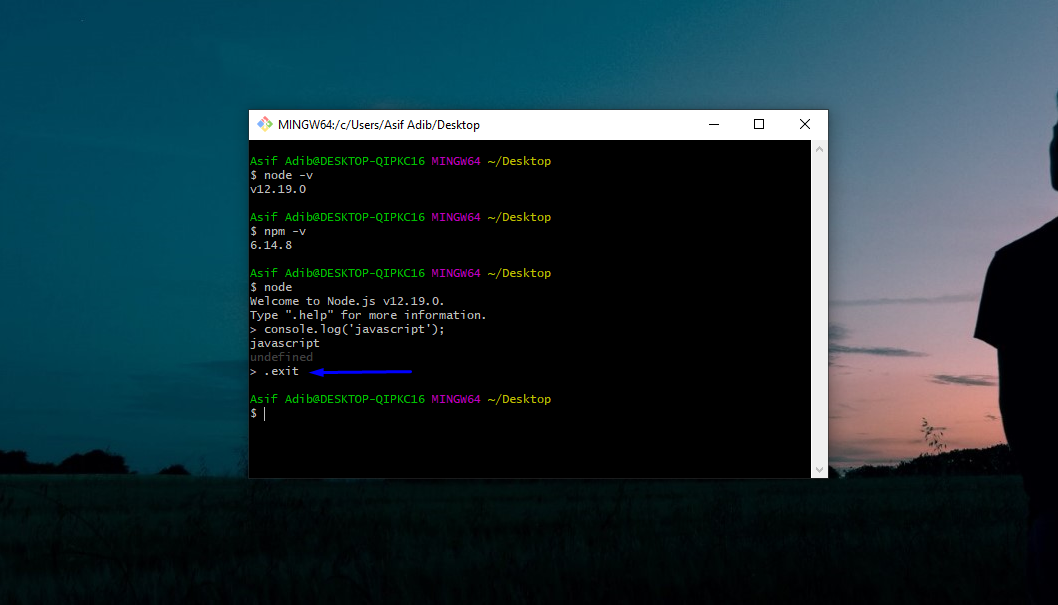 MINGW64:/c/Users/Asif Adib/Desktop
Asif Adib@DESKTOP-QIPKC16 MINGW64 ~/Desktop
$ node -v
v12.19.0
Asif Adib@DESKTOP-QIPKC16 MINGW64 ~/Desktop
$ npm -v
6.14.8
Asif Adib@DESKTOP-QIPKC16 MINGW64 ~/Desktop
$ node
Welcome to Node.js v12.19.0.
Type ".help" for more information.
> console.log('javascript');
javascript
undefined
> .exit
Asif Adib@DESKTOP-QIPKC16 MINGW64 ~/Desktop
$